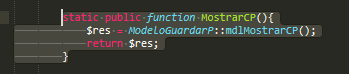 static public function MostrarCP(){
$res = ModeloGuardarP::mdlMostrarCP();
return $res;
}